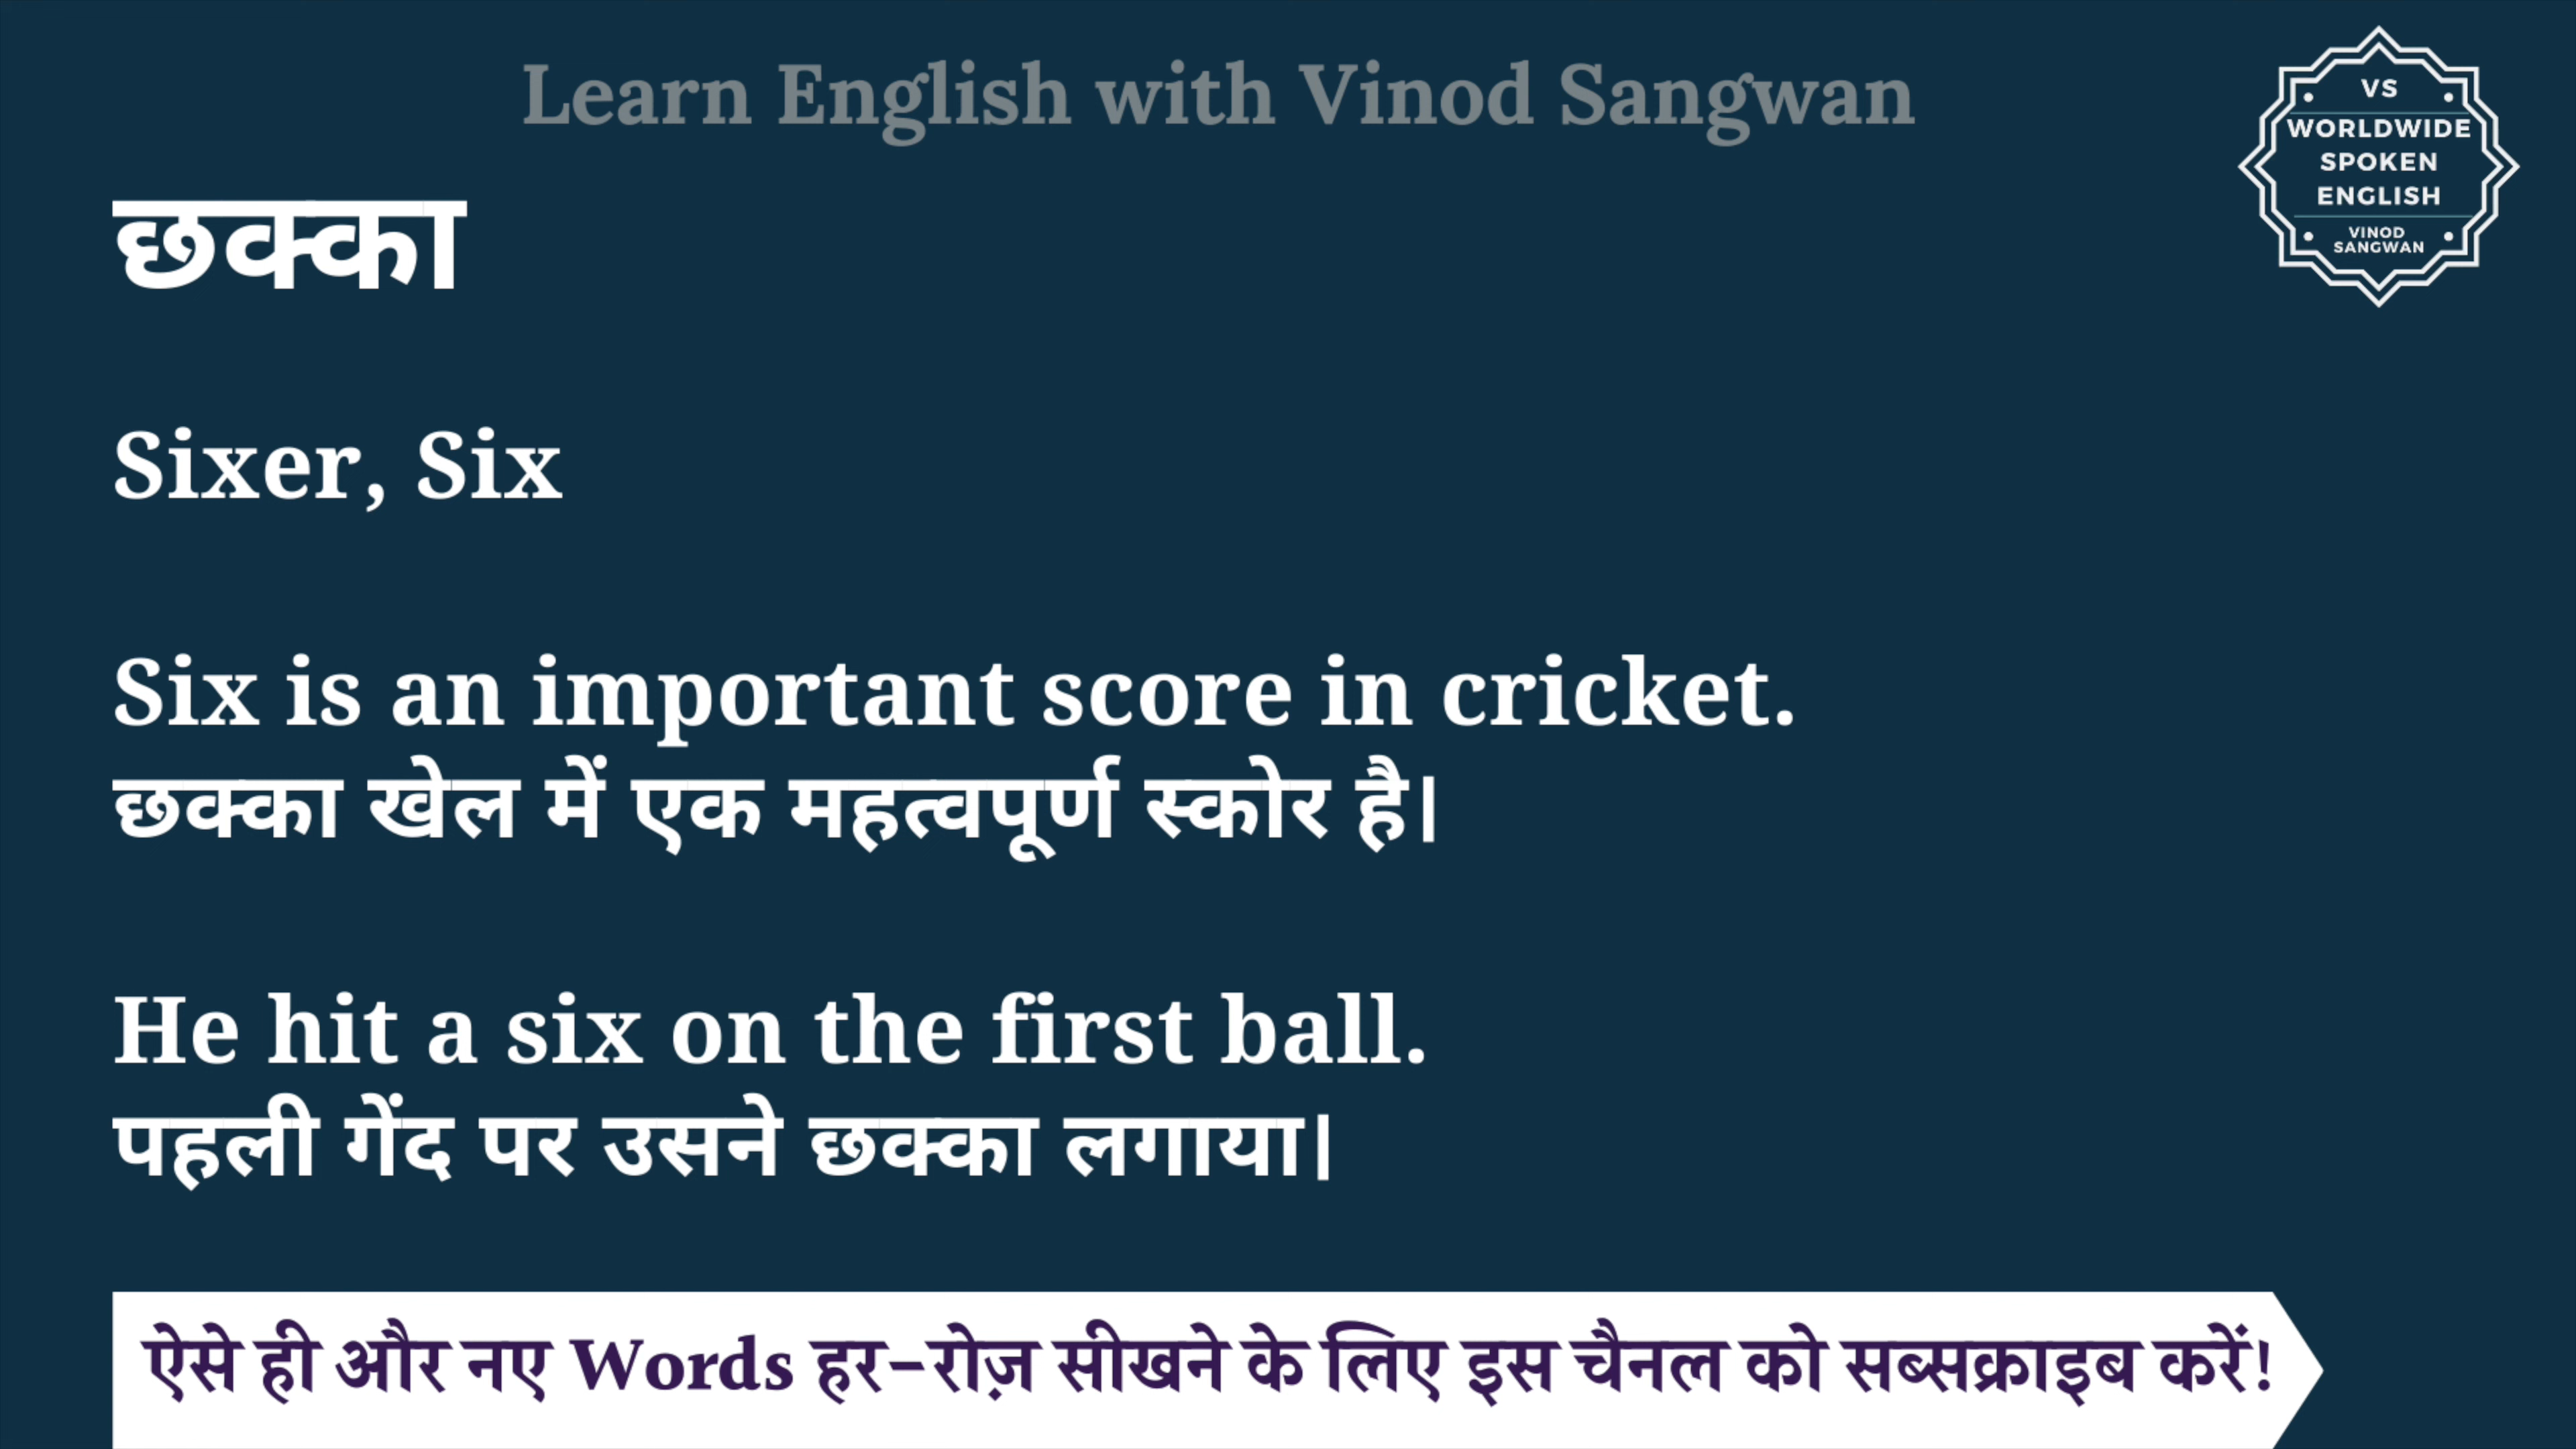 Learn English with Vinod Sangwan
VS
WORLDWIDE
SPOKEN
ENGLISH
VINOD
SANGWAN
छक्का
Sixer, Six
Six is an important score in cricket.
छक्का खेल में एक महत्वपूर्ण स्कोर है।
He hit a six on the first ball.
पहली गेंद पर उसने छक्का लगाया।
ऐसे ही और नए Words हर-रोज़ सीखने के लिए इस चैनल को सब्सक्राइब करें!